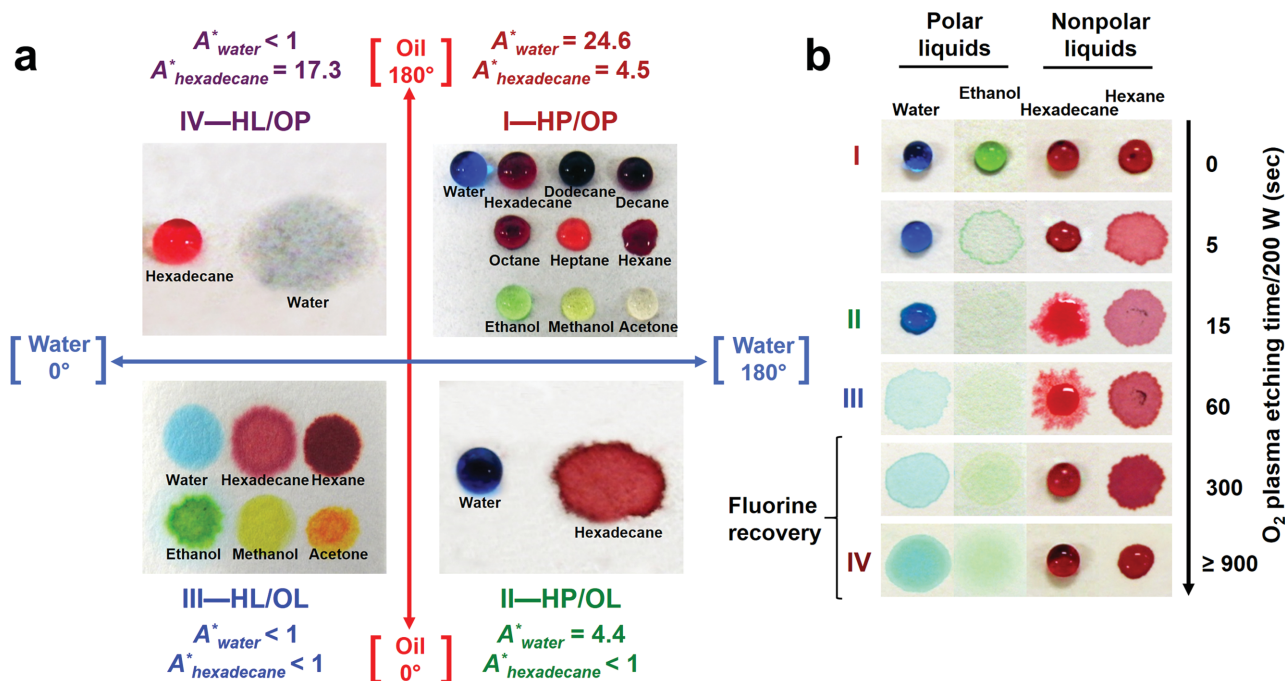 a
A*water < 1
A*hexadecane = 17.3
IV—HL/OP
[ Oil 180° ]
A*water = 24.6
A*hexadecane = 4.5
I—HP/OP
Hexadecane
Water
Water
Hexadecane
Dodecane
Decane
Octane
Heptane
Hexane
Ethanol
Methanol
Acetone
[ Water 0° ]
[ Water 180° ]
Water
Hexadecane
Hexane
Ethanol
Methanol
Acetone
Water
Hexadecane
III—HL/OL
A*water < 1
A*hexadecane < 1
[ Oil 0° ]
II—HP/OL
A*water = 4.4
A*hexadecane < 1
b
Polar liquids
Nonpolar liquids
Water
Ethanol
Hexadecane
Hexane
I
0
5
II
15
III
60
Fluorine recovery
300
IV
≥ 900
O2 plasma etching time/200 W (sec)